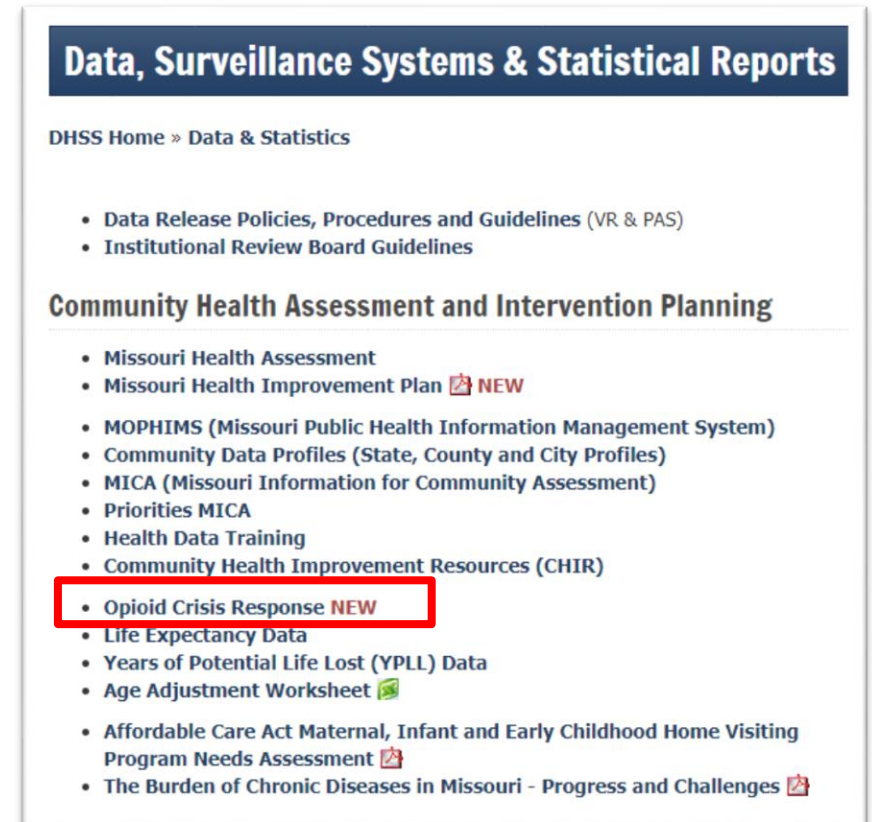 Data, Surveillance Systems & Statistical Reports
DHSS Home » Data & Statistics
• Data Release Policies, Procedures and Guidelines (VR & PAS)
• Institutional Review Board Guidelines
Community Health Assessment and Intervention Planning
• Missouri Health Assessment
• Missouri Health Improvement Plan NEW
• MOPHIMS (Missouri Public Health Information Management System)
• Community Data Profiles (State, County and City Profiles)
• MICA (Missouri Information for Community Assessment)
• Priorities MICA
• Health Data Training
• Community Health Improvement Resources (CHIR)
• Opioid Crisis Response NEW
• Life Expectancy Data
• Years of Potential Life Lost (YPLL) Data
• Age Adjustment Worksheet
• Affordable Care Act Maternal, Infant and Early Childhood Home Visiting
Program Needs Assessment
• The Burden of Chronic Diseases in Missouri - Progress and Challenges